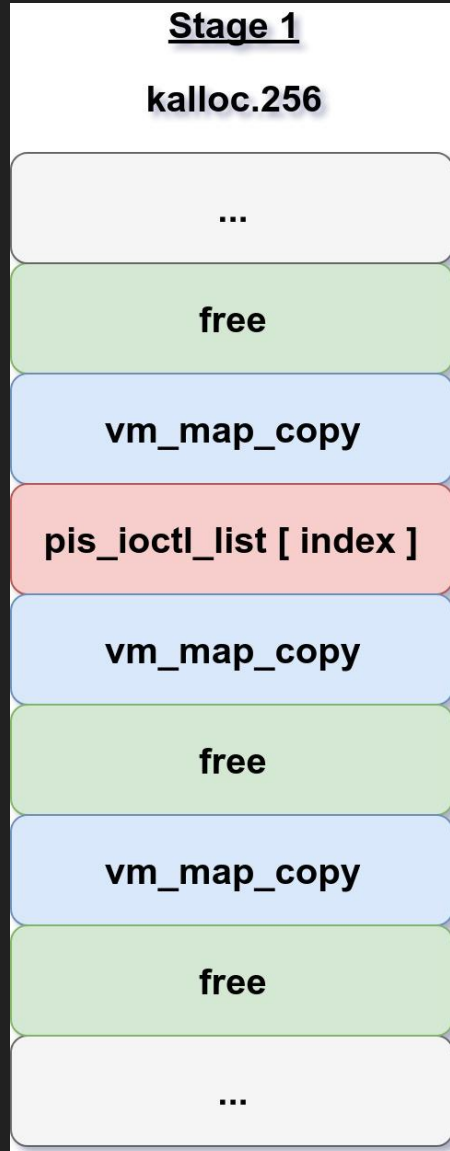 Stage 1
kalloc.256
...
free
vm_map_copy
pis_ioctl_list [ index ]
vm_map_copy
free
vm_map_copy
free
...